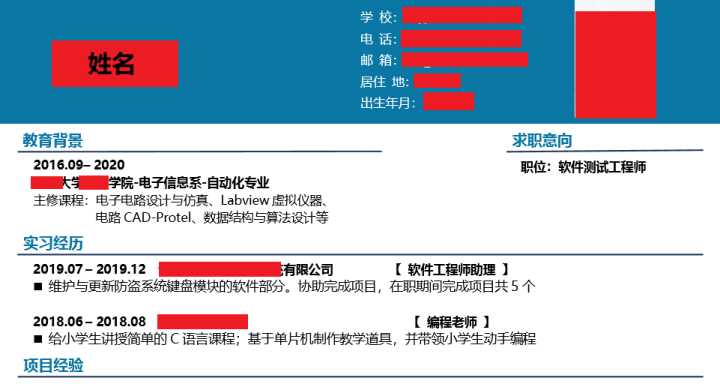 姓名
学 校:
电 话:
邮 箱:
居住 地:
出生年月:
教育背景
求职意向
2016.09– 2020
大学 学院-电子信息系-自动化专业
职位：软件测试工程师
主修课程：电子电路设计与仿真、Labview 虚拟仪器、
电路 CAD-Protel、数据结构与算法设计等
实习经历
2019.07 – 2019.12 有限公司 【 软件工程师助理 】
■ 维护与更新防盗系统键盘模块的软件部分。协助完成项目，在职期间完成项目共 5 个
2018.06 – 2018.08 【 编程老师 】
■ 给小学生讲授简单的 C 语言课程；基于单片机制作教学道具，并带领小学生动手编程
项目经验